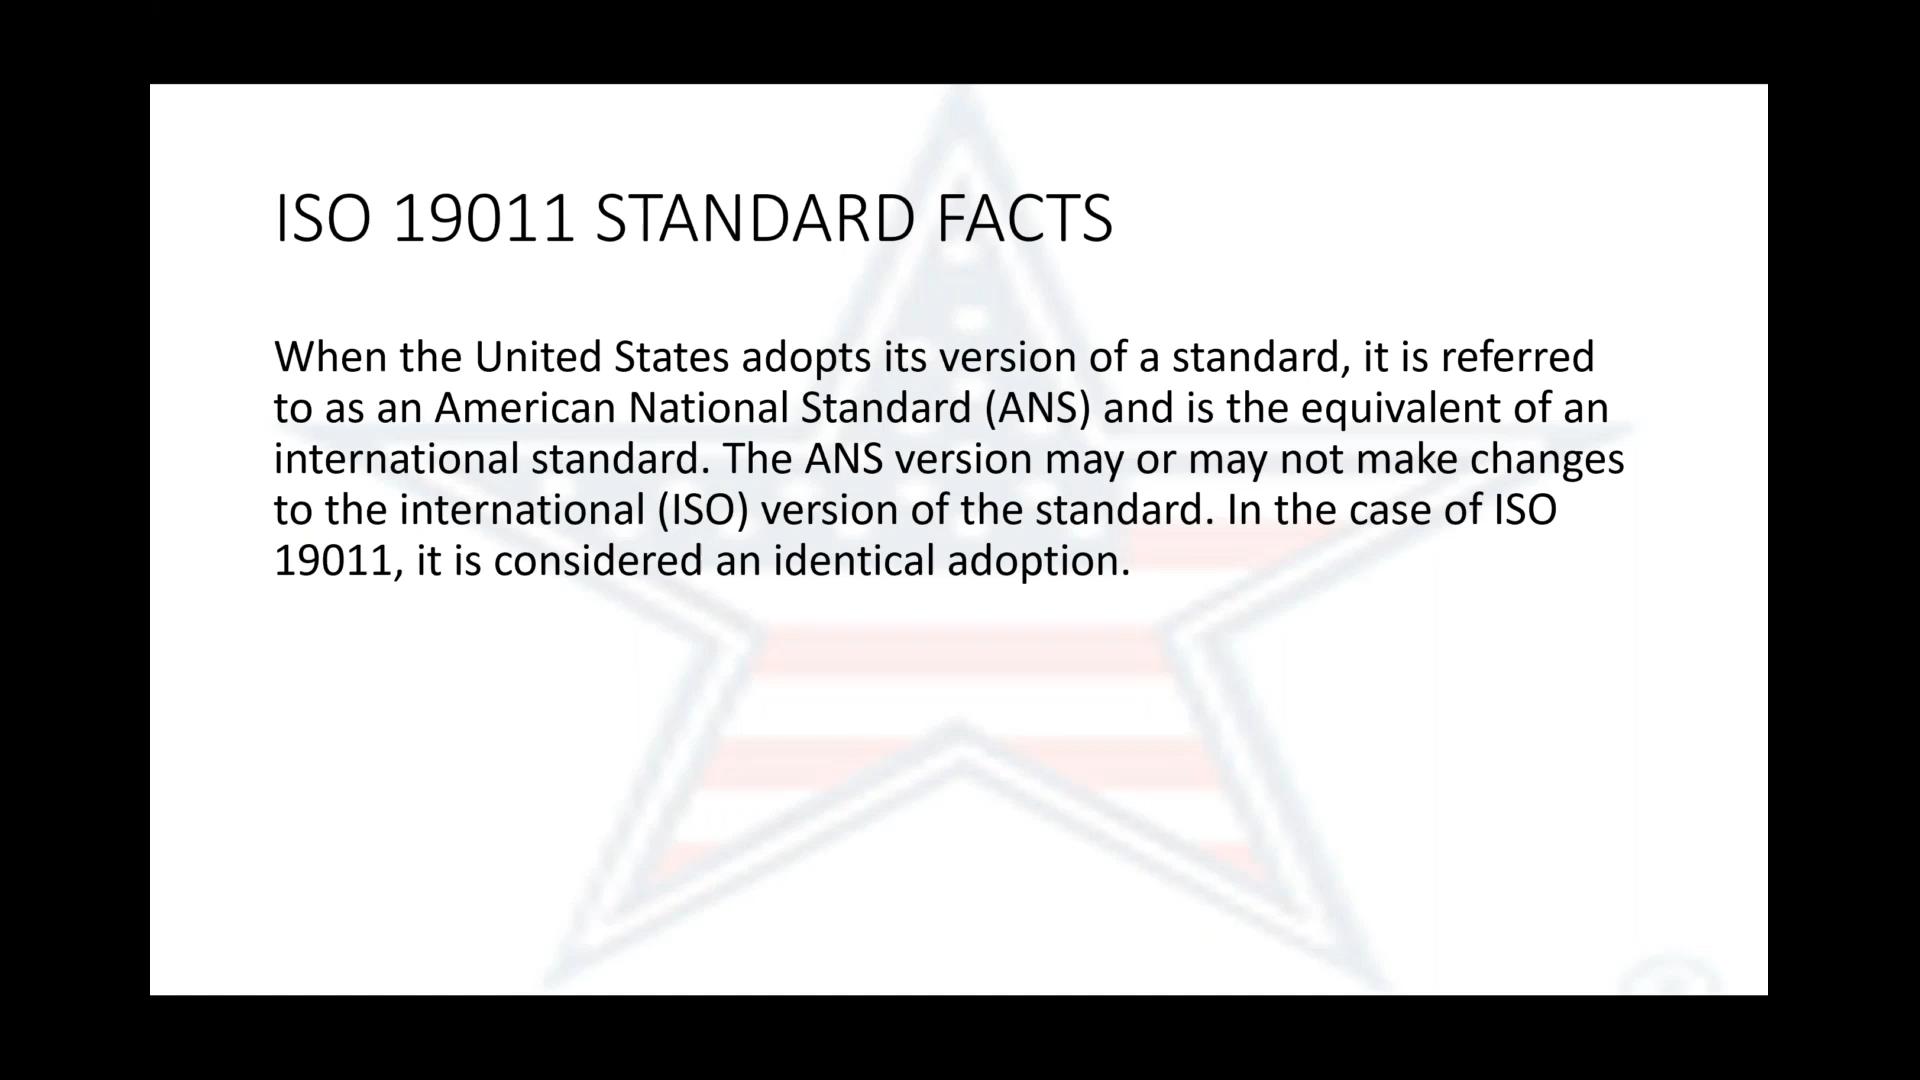 ISO 19011 STANDARD FACTS
When the United States adopts its version of a standard, it is referred
to as an American National Standard (ANS) and is the equivalent of an
international standard. The ANS version may or may not make changes
to the international (ISO) version of the standard. In the case of ISO
19011, it is considered an identical adoption.